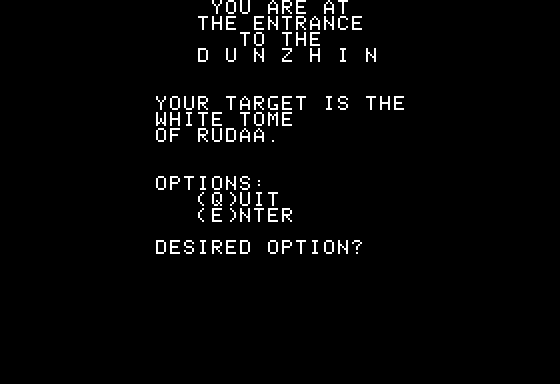 YOU ARE AT
THE ENTRANCE
TO THE
D U N Z H I N
YOUR TARGET IS THE
WHITE TOME
OF RUDAA.
OPTIONS:
(Q)UIT
(E)NTER
DESIRED OPTION?